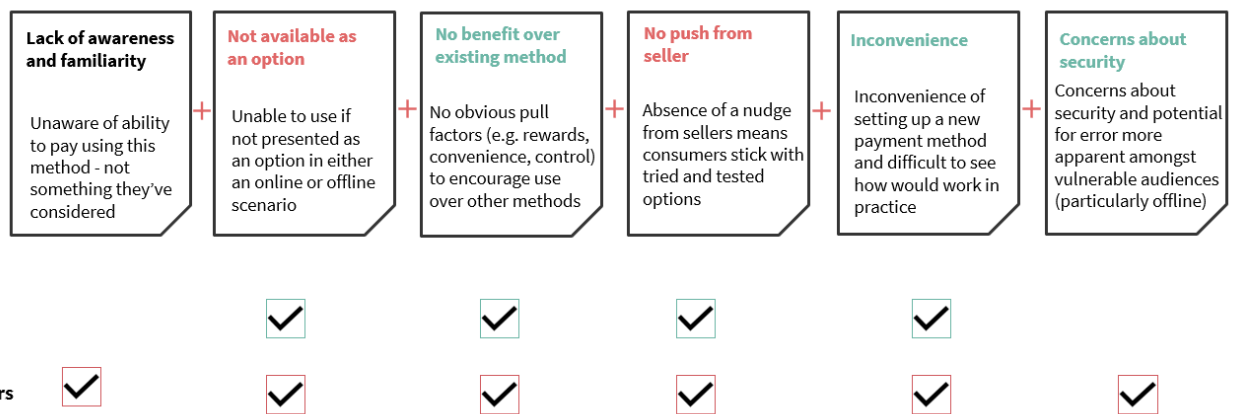 Lack of awareness
and familiarity
Unaware of ability
to pay using this
method - not
something they've
considered
+
Not available as
an option
Unable to use if
not presented as
an option in either
an online or offline
scenario
+
No benefit over
existing method
No obvious pull
factors (e.g. rewards,
convenience, control)
to encourage use
over other methods
+
No push from
seller
Absence of a nudge
from sellers means
consumers stick with
tried and tested
options
+
Inconvenience
Inconvenience of
setting up a new
payment method
and difficult to see
how would work in
practice
+
Concerns about
security
Concerns about
security and potential
for error more
apparent amongst
vulnerable audiences
(particularly offline)
rs